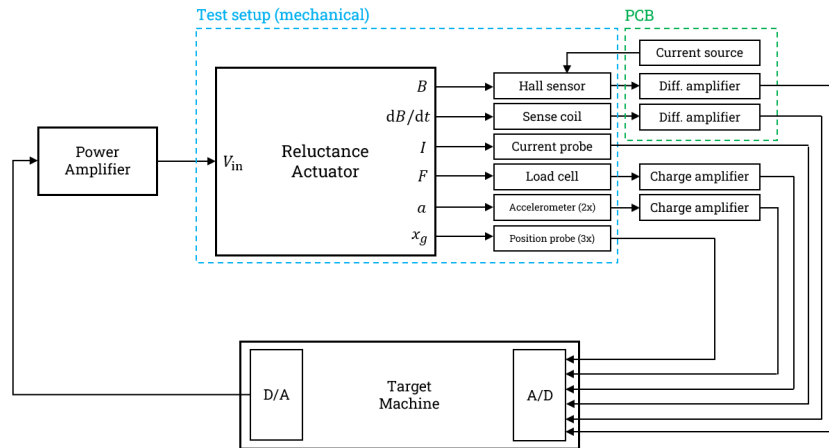 Test setup (mechanical)
PCB
Current source
B
Hall sensor
Diff. amplifier
dB/dt
Sense coil
Diff. amplifier
Power
Amplifier
V_in
Reluctance
Actuator
I
Current probe
F
Load cell
Charge amplifier
a
Accelerometer (2x)
Charge amplifier
x_g
Position probe (3x)
D/A
Target
Machine
A/D